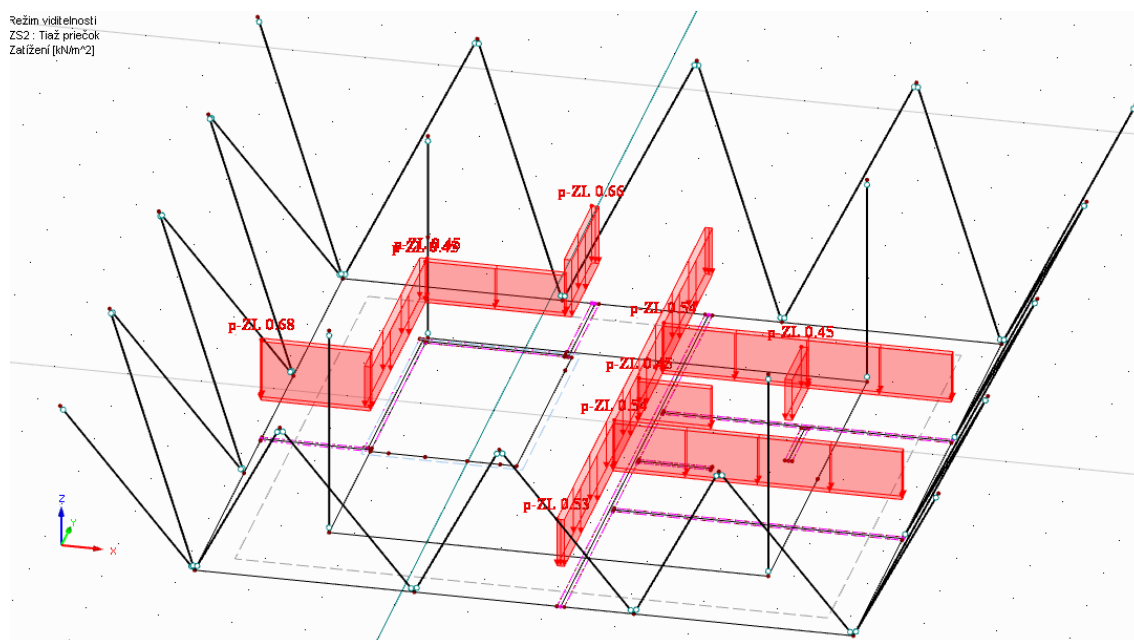 Režim viditelnosti
ZS2 : Tiaž priečok
Zatížení [kN/m^2]
p-ZL 0.66
p-ZL 0.45
p-ZL 0.68
p-ZL 0.54
p-ZL 0.45
p-ZL 0.54
p-ZL 0.53
Z
Y
X